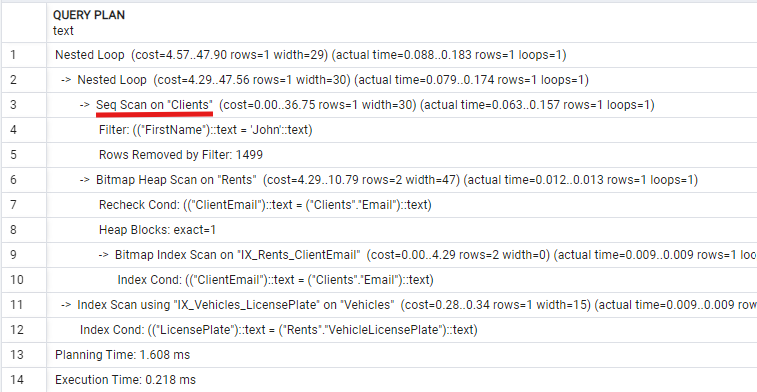 QUERY PLAN
text
1 Nested Loop (cost=4.57..47.90 rows=1 width=29) (actual time=0.088..0.183 rows=1 loops=1)
2 -> Nested Loop (cost=4.29..47.56 rows=1 width=30) (actual time=0.079..0.174 rows=1 loops=1)
3 -> Seq Scan on "Clients" (cost=0.00..36.75 rows=1 width=30) (actual time=0.063..0.157 rows=1 loops=1)
4 Filter: (("FirstName")::text = 'John'::text)
5 Rows Removed by Filter: 1499
6 -> Bitmap Heap Scan on "Rents" (cost=4.29..10.79 rows=2 width=47) (actual time=0.012..0.013 rows=1 loops=1)
7 Recheck Cond: (("ClientEmail")::text = ("Clients"."Email")::text)
8 Heap Blocks: exact=1
9 -> Bitmap Index Scan on "IX_Rents_ClientEmail" (cost=0.00..4.29 rows=2 width=0) (actual time=0.009..0.009 rows=1 loo
10 Index Cond: (("ClientEmail")::text = ("Clients"."Email")::text)
11 -> Index Scan using "IX_Vehicles_LicensePlate" on "Vehicles" (cost=0.28..0.34 rows=1 width=15) (actual time=0.009..0.009 row
12 Index Cond: (("LicensePlate")::text = ("Rents"."VehicleLicensePlate")::text)
13 Planning Time: 1.608 ms
14 Execution Time: 0.218 ms